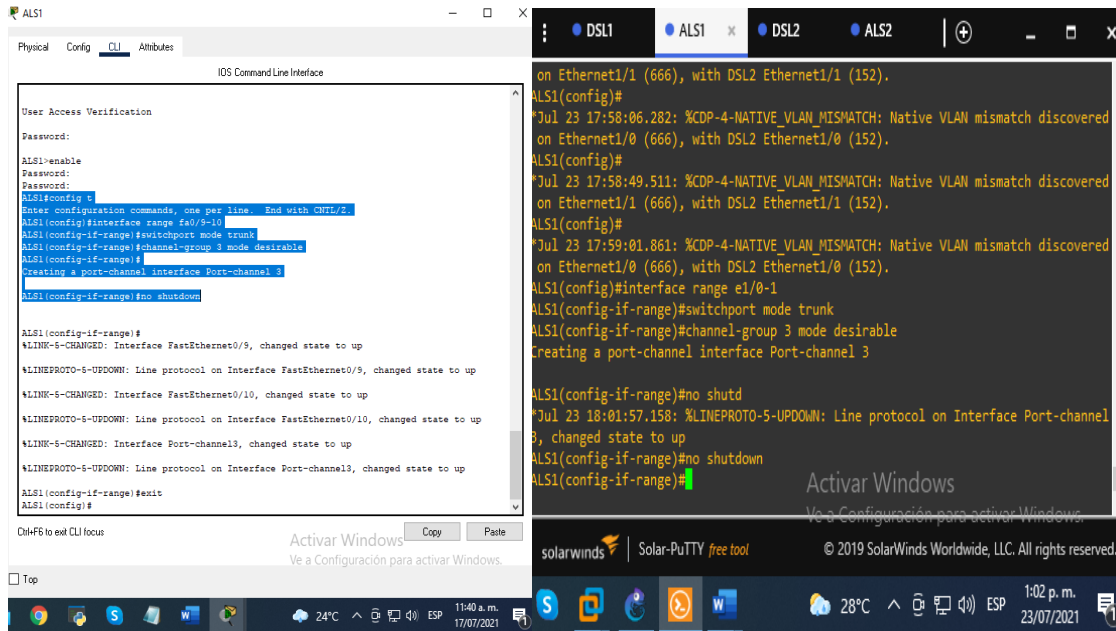 ALS1
Physical Config CLI Attributes
IOS Command Line Interface
User Access Verification
Password:
ALS1>enable
Password:
Password:
ALS1#config t
Enter configuration commands, one per line. End with CNTL/Z.
ALS1(config)#interface range fa0/9-10
ALS1(config-if-range)#switchport mode trunk
ALS1(config-if-range)#channel-group 3 mode desirable
ALS1(config-if-range)#
Creating a port-channel interface Port-channel 3
ALS1(config-if-range)#no shutdown
ALS1(config-if-range)#
%LINK-5-CHANGED: Interface FastEthernet0/9, changed state to up
%LINEPROTO-5-UPDOWN: Line protocol on Interface FastEthernet0/9, changed state to up
%LINK-5-CHANGED: Interface FastEthernet0/10, changed state to up
%LINEPROTO-5-UPDOWN: Line protocol on Interface FastEthernet0/10, changed state to up
%LINK-5-CHANGED: Interface Port-channel3, changed state to up
%LINEPROTO-5-UPDOWN: Line protocol on Interface Port-channel3, changed state to up
ALS1(config-if-range)#exit
ALS1(config)#
Ctrl+F6 to exit CLI focus
Copy Paste
Activar Windows
Ve a Configuración para activar Windows.
Top
24°C ESP 11:40 a. m.
17/07/2021
DSL1 ALS1 × DSL2 ALS2
on Ethernet1/1 (666), with DSL2 Ethernet1/1 (152).
ALS1(config)#
*Jul 23 17:58:06.282: %CDP-4-NATIVE_VLAN_MISMATCH: Native VLAN mismatch discovered
on Ethernet1/0 (666), with DSL2 Ethernet1/0 (152).
ALS1(config)#
*Jul 23 17:58:49.511: %CDP-4-NATIVE_VLAN_MISMATCH: Native VLAN mismatch discovered
on Ethernet1/1 (666), with DSL2 Ethernet1/1 (152).
ALS1(config)#
*Jul 23 17:59:01.861: %CDP-4-NATIVE_VLAN_MISMATCH: Native VLAN mismatch discovered
on Ethernet1/0 (666), with DSL2 Ethernet1/0 (152).
ALS1(config)#interface range e1/0-1
ALS1(config-if-range)#switchport mode trunk
ALS1(config-if-range)#channel-group 3 mode desirable
Creating a port-channel interface Port-channel 3
ALS1(config-if-range)#no shutd
*Jul 23 18:01:57.158: %LINEPROTO-5-UPDOWN: Line protocol on Interface Port-channel
3, changed state to up
ALS1(config-if-range)#no shutdown
ALS1(config-if-range)#
Activar Windows
Ve a Configuración para activar Windows.
solarwinds Solar-PuTTY free tool © 2019 SolarWinds Worldwide, LLC. All rights reserved.
28°C ESP 1:02 p. m.
23/07/2021